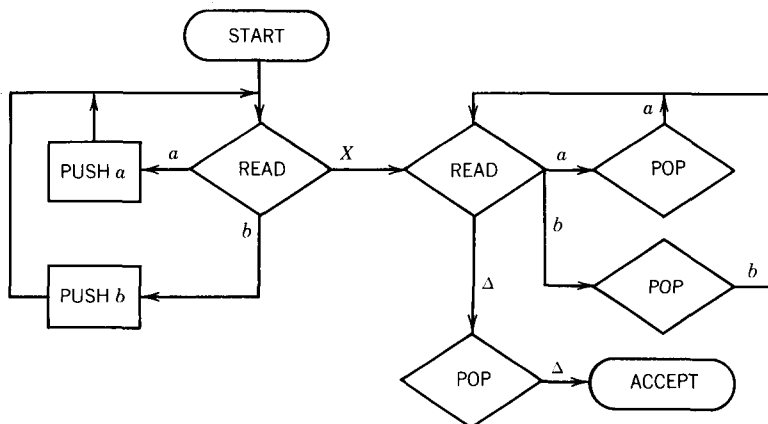 START
a
PUSH a
a
READ
X
READ
a
POP
b
b
PUSH b
POP
b
Δ
POP
Δ
ACCEPT